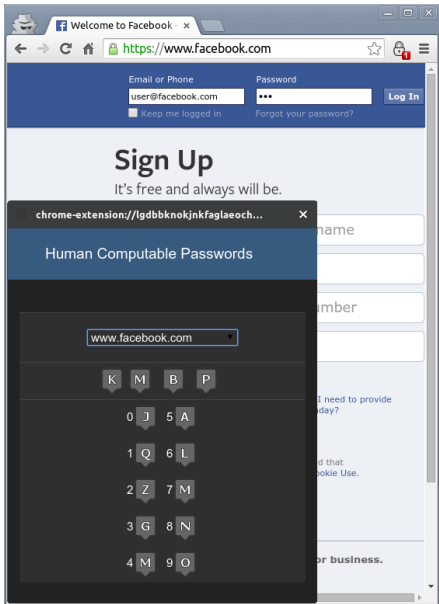 Welcome to Facebook
https://www.facebook.com
Email or Phone Password
user@facebook.com ••• Log In
Keep me logged in Forgot your password?
Sign Up
It's free and always will be.
chrome-extension://lgdbbknokjnkfaglaeoch... ×
name
Human Computable Passwords
mber
www.facebook.com
K M B P
I need to provide
0 J 5 A
day?
1 Q 6 L
d that
ookie Use.
2 Z 7 M
3 G 8 N
or business.
4 M 9 O